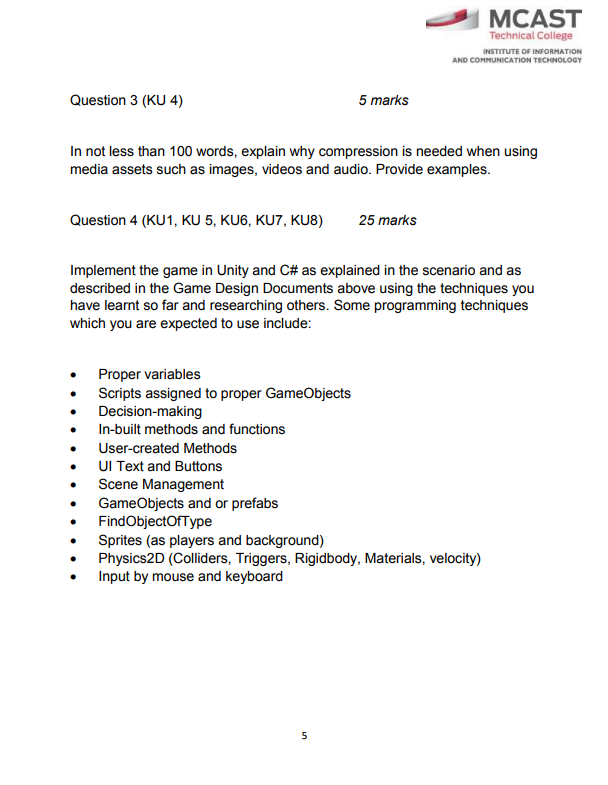 MCAST
Technical College
INSTITUTE OF INFORMATION
AND COMMUNICATION TECHNOLOGY
Question 3 (KU 4) 5 marks
In not less than 100 words, explain why compression is needed when using
media assets such as images, videos and audio. Provide examples.
Question 4 (KU1, KU 5, KU6, KU7, KU8) 25 marks
Implement the game in Unity and C# as explained in the scenario and as
described in the Game Design Documents above using the techniques you
have learnt so far and researching others. Some programming techniques
which you are expected to use include:
• Proper variables
• Scripts assigned to proper GameObjects
• Decision-making
• In-built methods and functions
• User-created Methods
• UI Text and Buttons
• Scene Management
• GameObjects and or prefabs
• FindObjectOfType
• Sprites (as players and background)
• Physics2D (Colliders, Triggers, Rigidbody, Materials, velocity)
• Input by mouse and keyboard
5